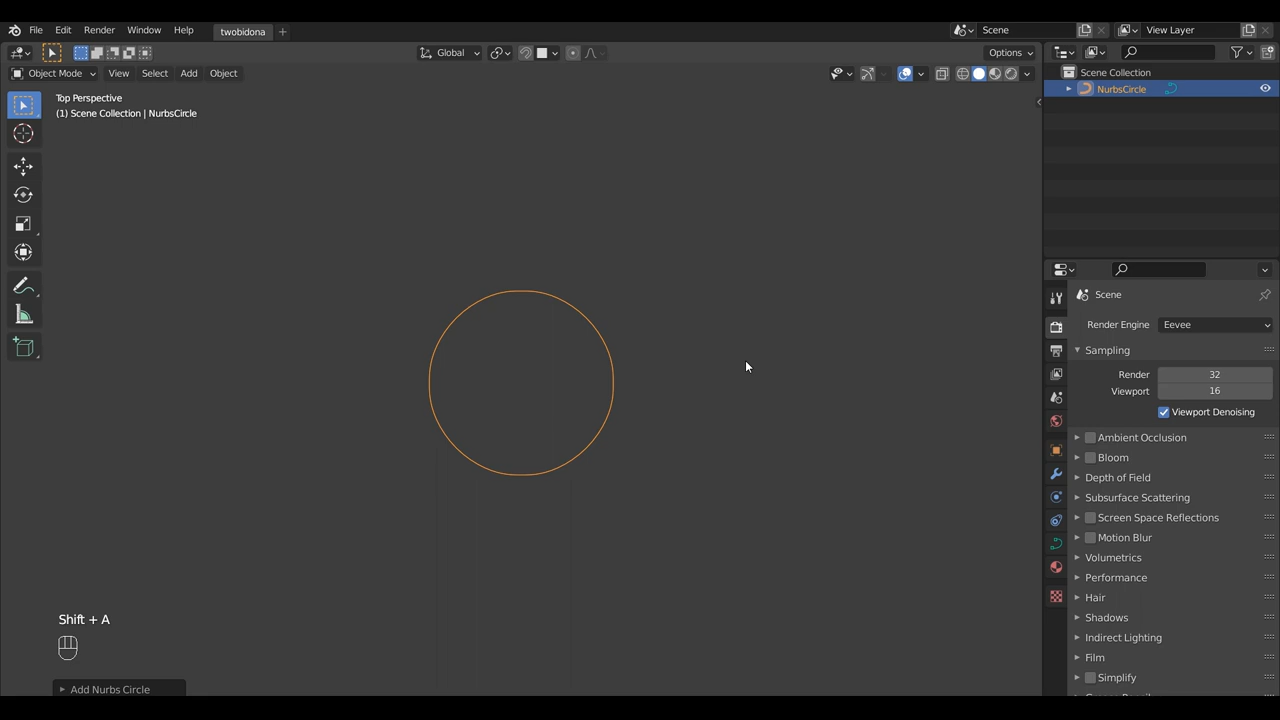 File Edit Render Window Help twobidona Scene View Layer
Global Options
Object Mode View Select Add Object
Top Perspective
(1) Scene Collection | NurbsCircle
Shift + A
Add Nurbs Circle
Scene Collection
NurbsCircle
Scene
Render Engine Eevee
Sampling
Render 32
Viewport 16
Viewport Denoising
Ambient Occlusion
Bloom
Depth of Field
Subsurface Scattering
Screen Space Reflections
Motion Blur
Volumetrics
Performance
Hair
Shadows
Indirect Lighting
Film
Simplify